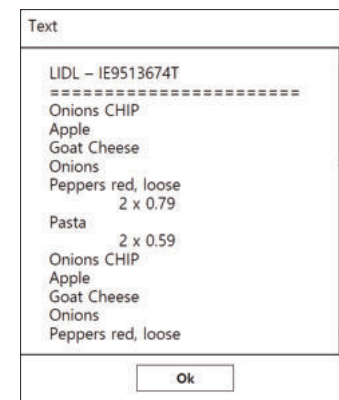 Text
LIDL – IE9513674T
=======================
Onions CHIP
Apple
Goat Cheese
Onions
Peppers red, loose
2 x 0.79
Pasta
2 x 0.59
Onions CHIP
Apple
Goat Cheese
Onions
Peppers red, loose
Ok